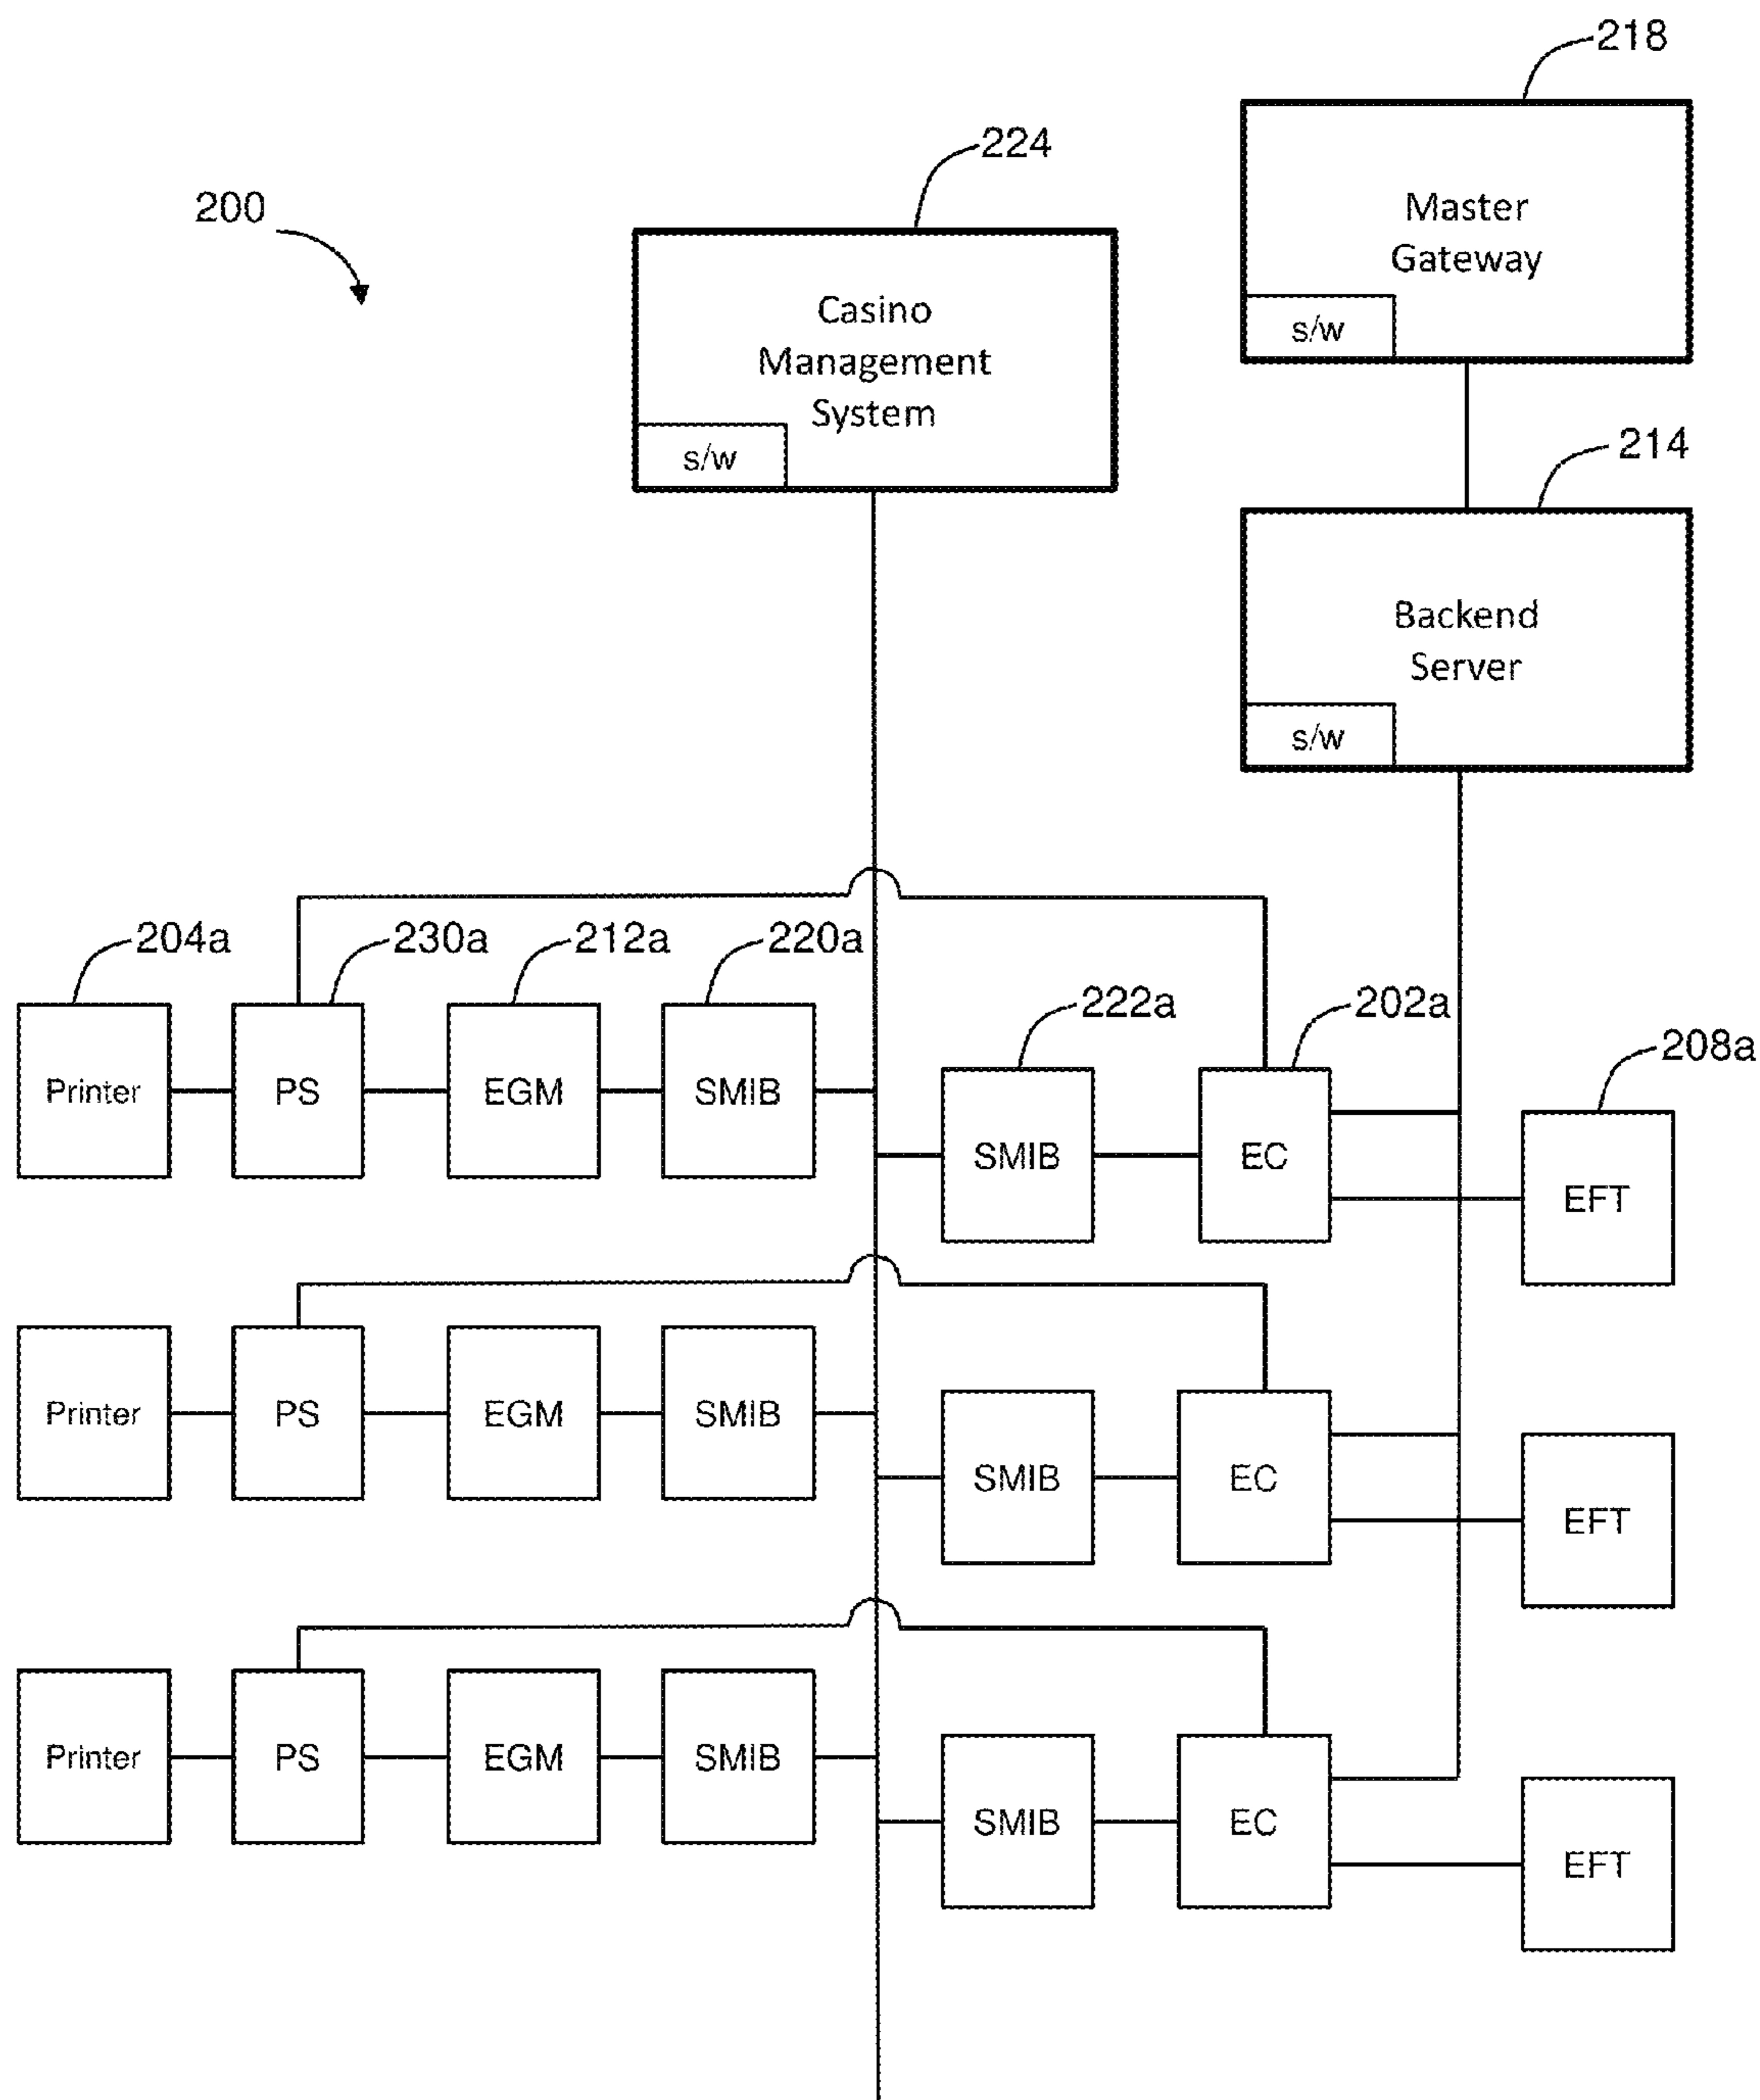 218
224
200
Master
Gateway
s/w
Casino
Management
System
s/w
214
Backend
Server
s/w
204a
230a
212a
220a
222a
202a
208a
Printer
PS
EGM
SMIB
SMIB
EC
EFT
Printer
PS
EGM
SMIB
SMIB
EC
EFT
Printer
PS
EGM
SMIB
SMIB
EC
EFT